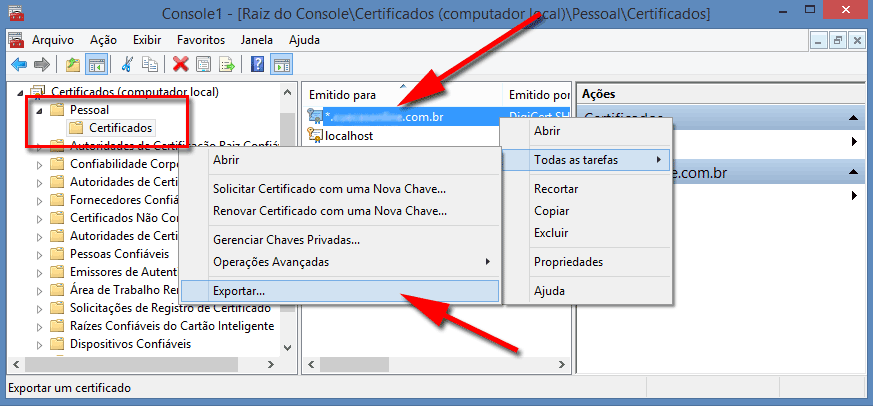 Console1 - [Raiz do Console\Certificados (computador local)\Pessoal\Certificados]
Arquivo Ação Exibir Favoritos Janela Ajuda
Certificados (computador local)
Pessoal
Certificados
Autoridades de Certificação Raiz Confiá
Confiabilidade Corpo
Autoridades de Certi
Fornecedores Confiá
Certificados Não Con
Autoridades de Certi
Pessoas Confiáveis
Emissores de Autent
Área de Trabalho Rem
Solicitações de Registro de Certificado
Raízes Confiáveis do Cartão Inteligente
Dispositivos Confiáveis
Emitido para Emitido por
*. .com.br DigiCert SH
localhost
Abrir
Todas as tarefas
Recortar
Copiar
Excluir
Propriedades
Ajuda
Abrir
Solicitar Certificado com uma Nova Chave...
Renovar Certificado com uma Nova Chave...
Gerenciar Chaves Privadas...
Operações Avançadas
Exportar...
Ações
Certificados
e.com.br
Exportar um certificado